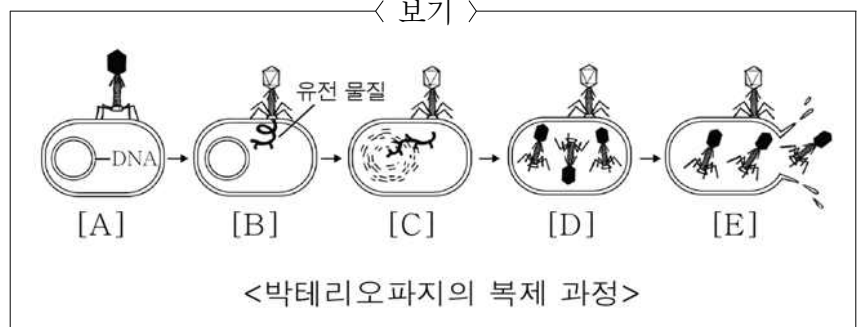 < 보기 >
유전 물질
DNA
[A] [B] [C] [D] [E]
<박테리오파지의 복제 과정>